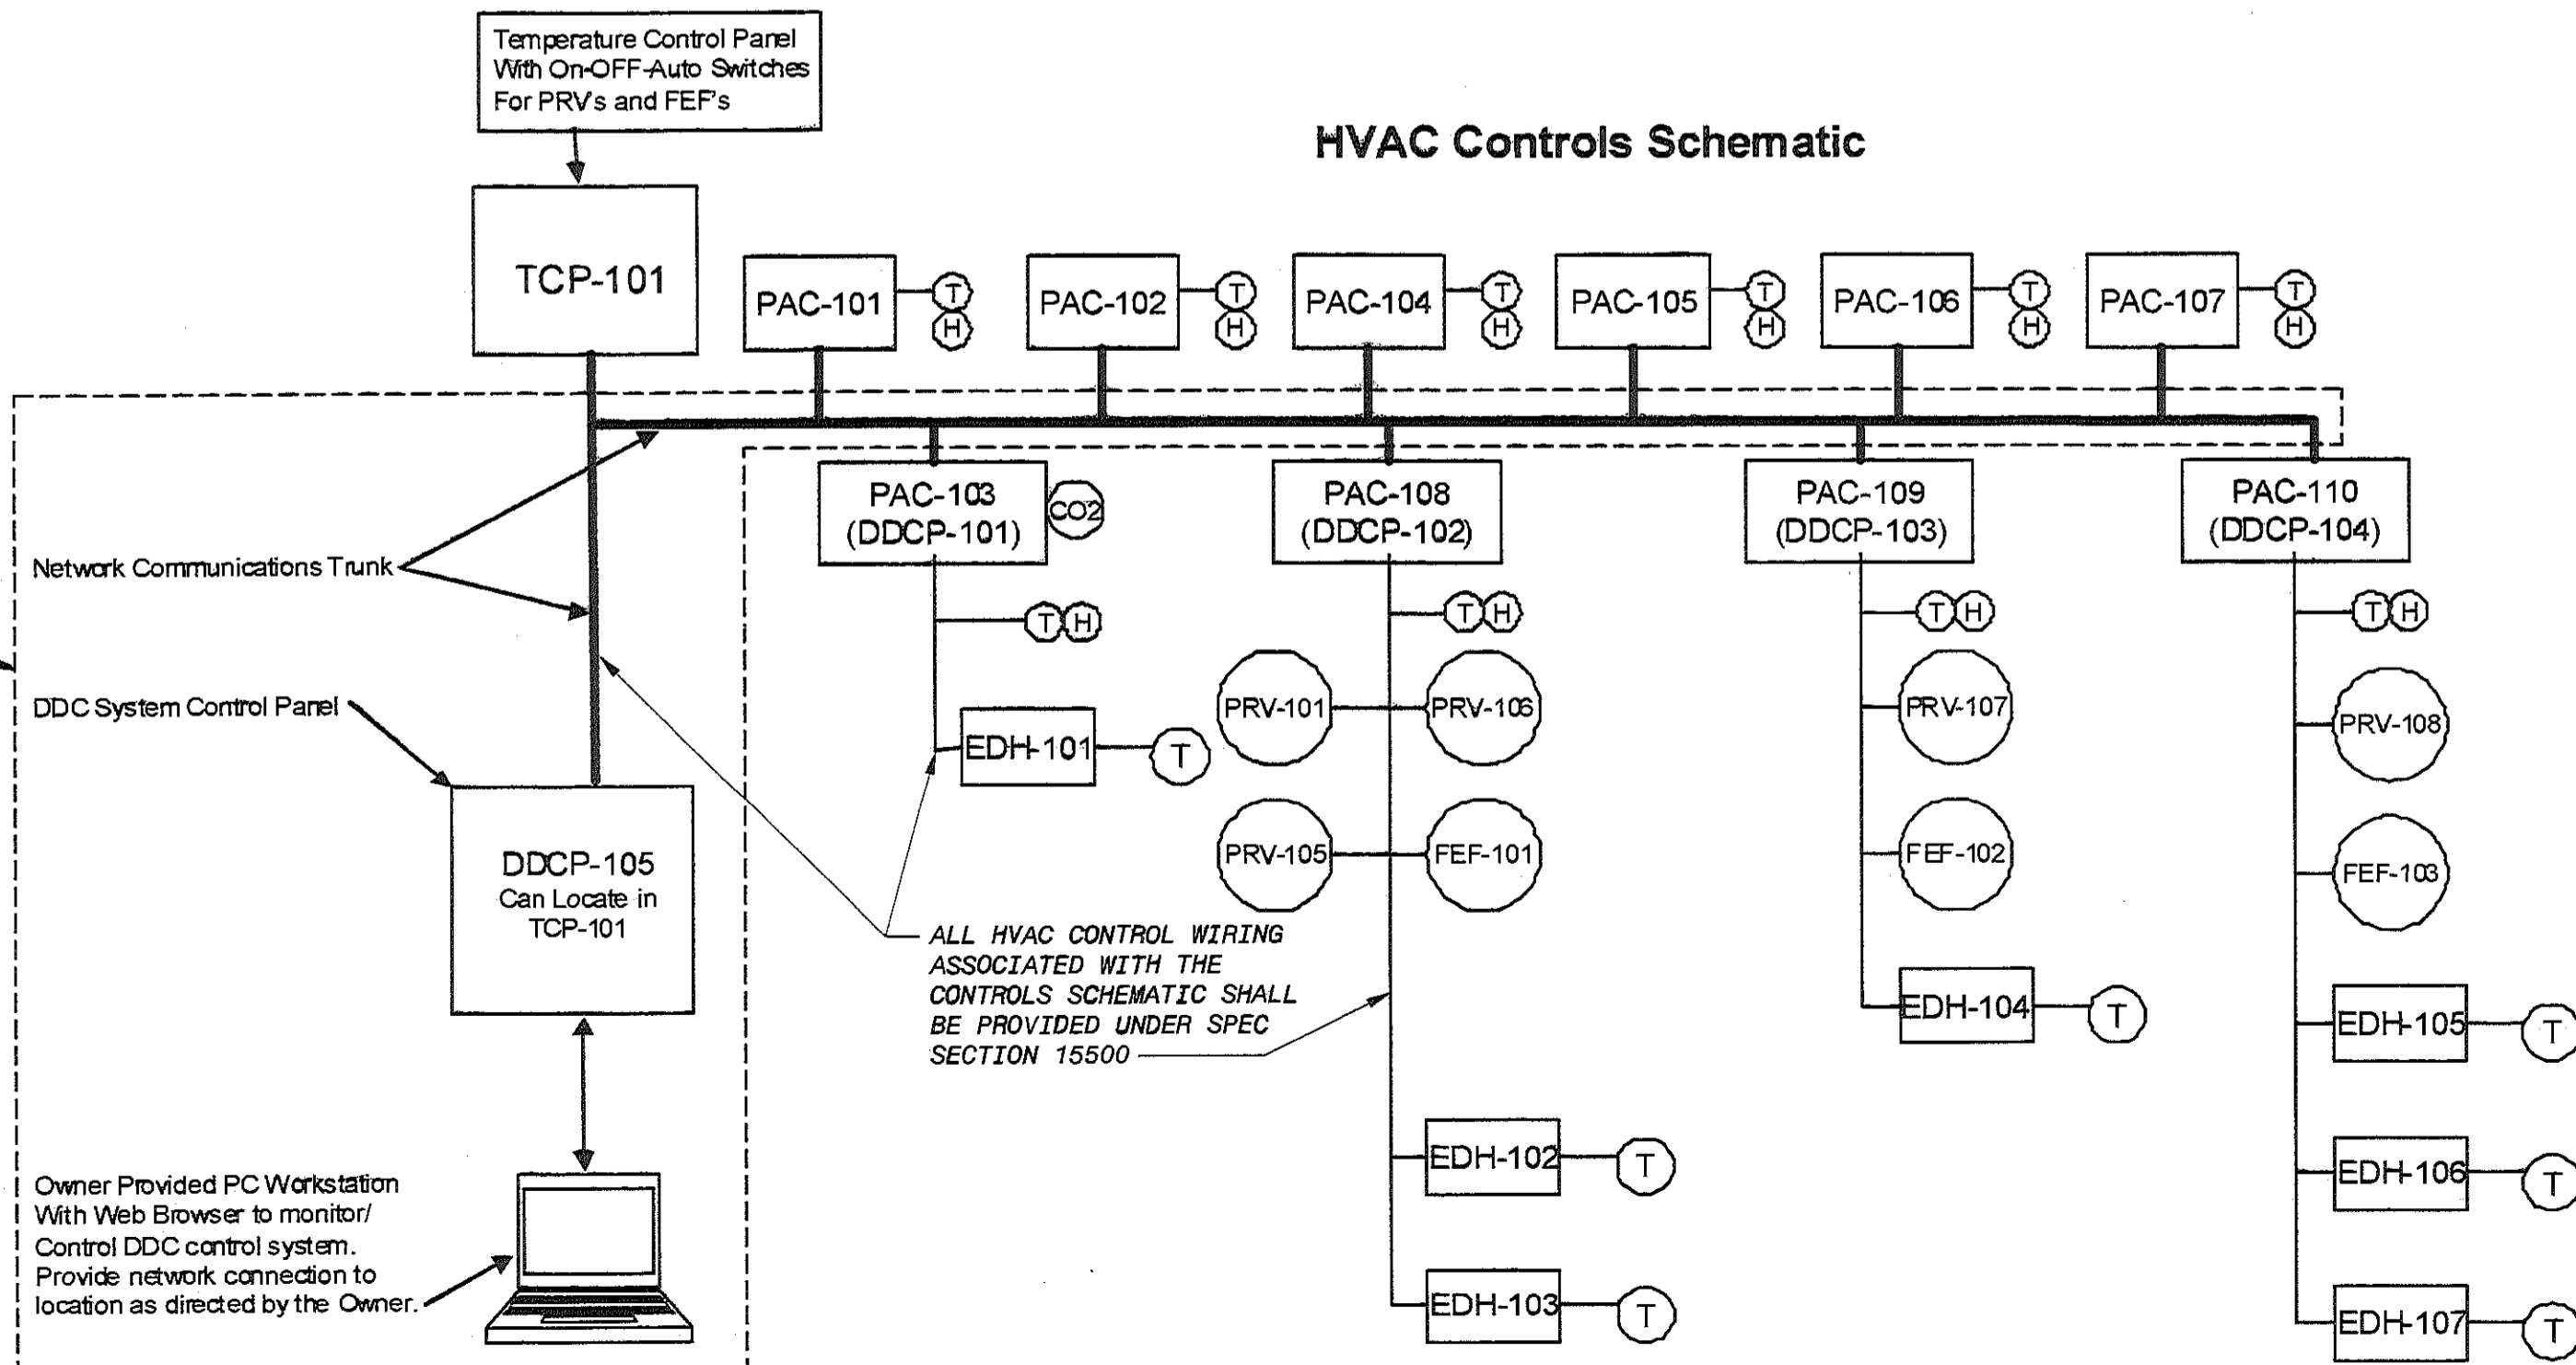 Temperature Control Panel
With On-OFF-Auto Switches
For PRV's and FEF's
HVAC Controls Schematic
TCP-101
PAC-101
T
H
PAC-102
T
H
PAC-104
T
H
PAC-105
T
H
PAC-106
T
H
PAC-107
T
H
Network Communications Trunk
PAC-103
(DDCP-101)
CO2
T H
EDH-101
T
PAC-108
(DDCP-102)
T H
PRV-101
PRV-106
PRV-105
FEF-101
EDH-102
T
EDH-103
T
PAC-109
(DDCP-103)
T H
PRV-107
FEF-102
EDH-104
T
PAC-110
(DDCP-104)
T H
PRV-108
FEF-103
EDH-105
T
EDH-106
T
EDH-107
T
DDC System Control Panel
DDCP-105
Can Locate in
TCP-101
ALL HVAC CONTROL WIRING
ASSOCIATED WITH THE
CONTROLS SCHEMATIC SHALL
BE PROVIDED UNDER SPEC
SECTION 15500
Owner Provided PC Workstation
With Web Browser to monitor/
Control DDC control system.
Provide network connection to
location as directed by the Owner.